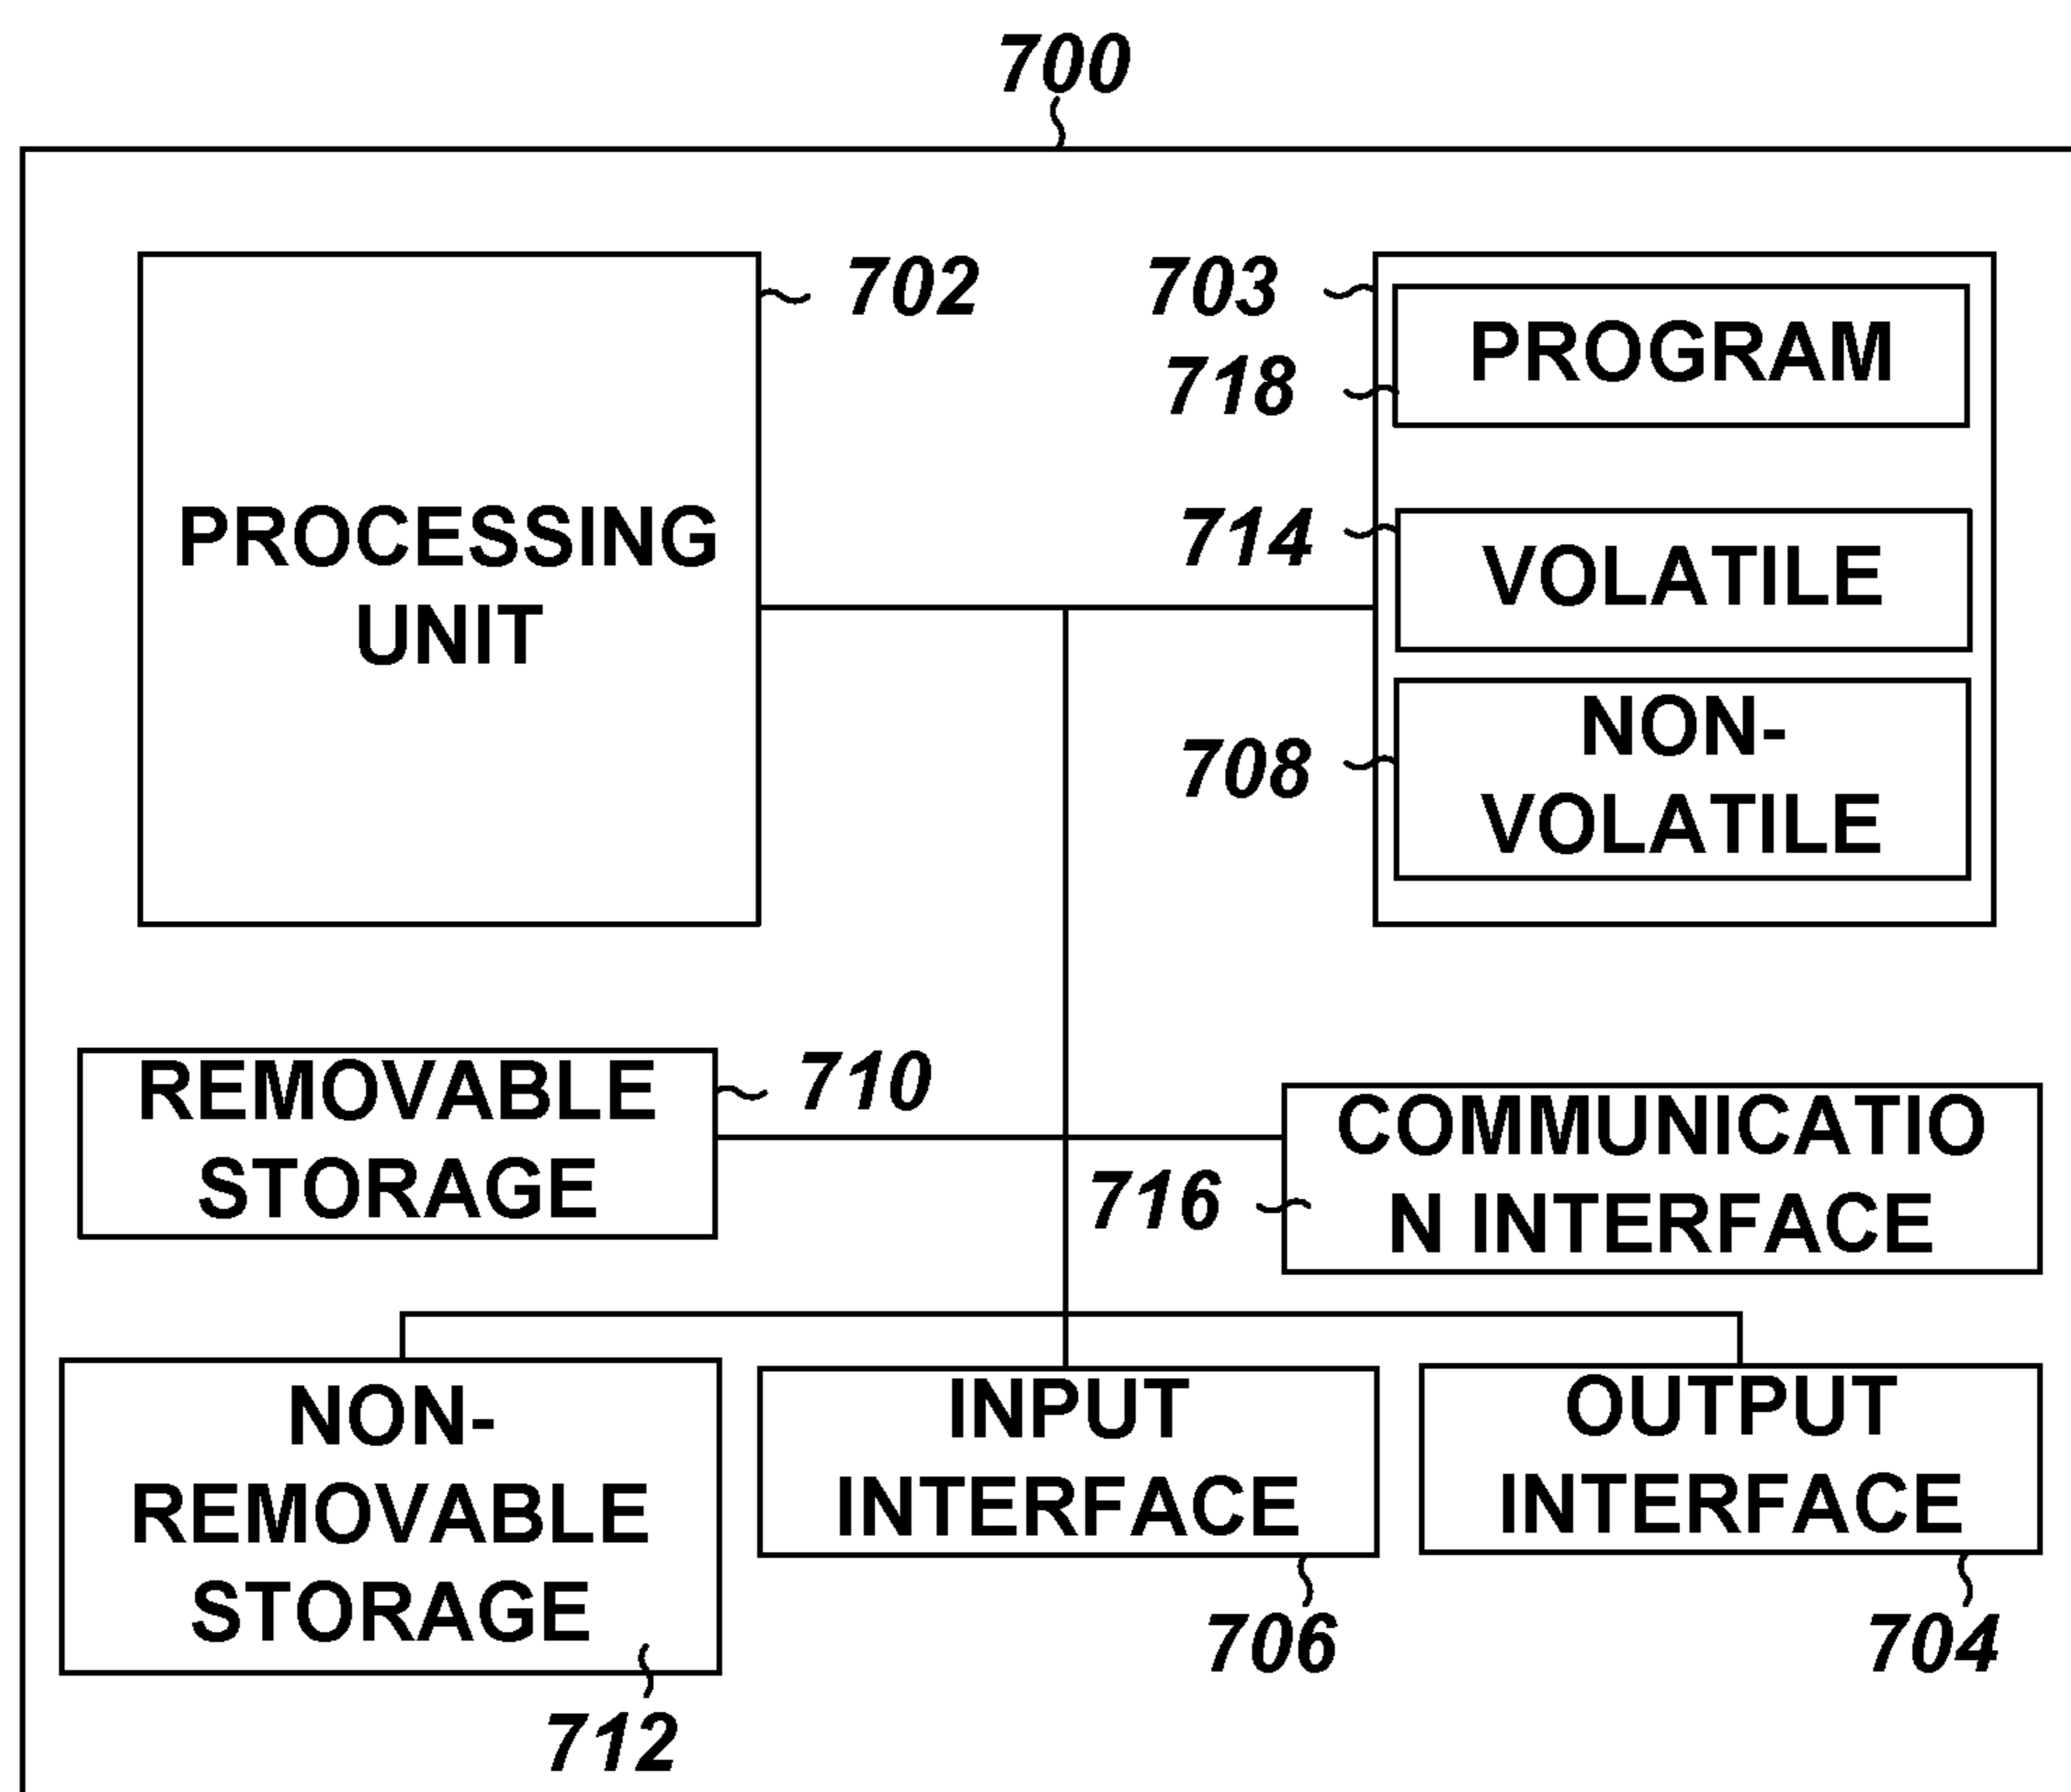 700
702
703
PROGRAM
718
PROCESSING
UNIT
714
VOLATILE
708
NON-
VOLATILE
REMOVABLE
STORAGE
710
716
COMMUNICATIO
N INTERFACE
NON-
REMOVABLE
STORAGE
712
INPUT
INTERFACE
706
OUTPUT
INTERFACE
704